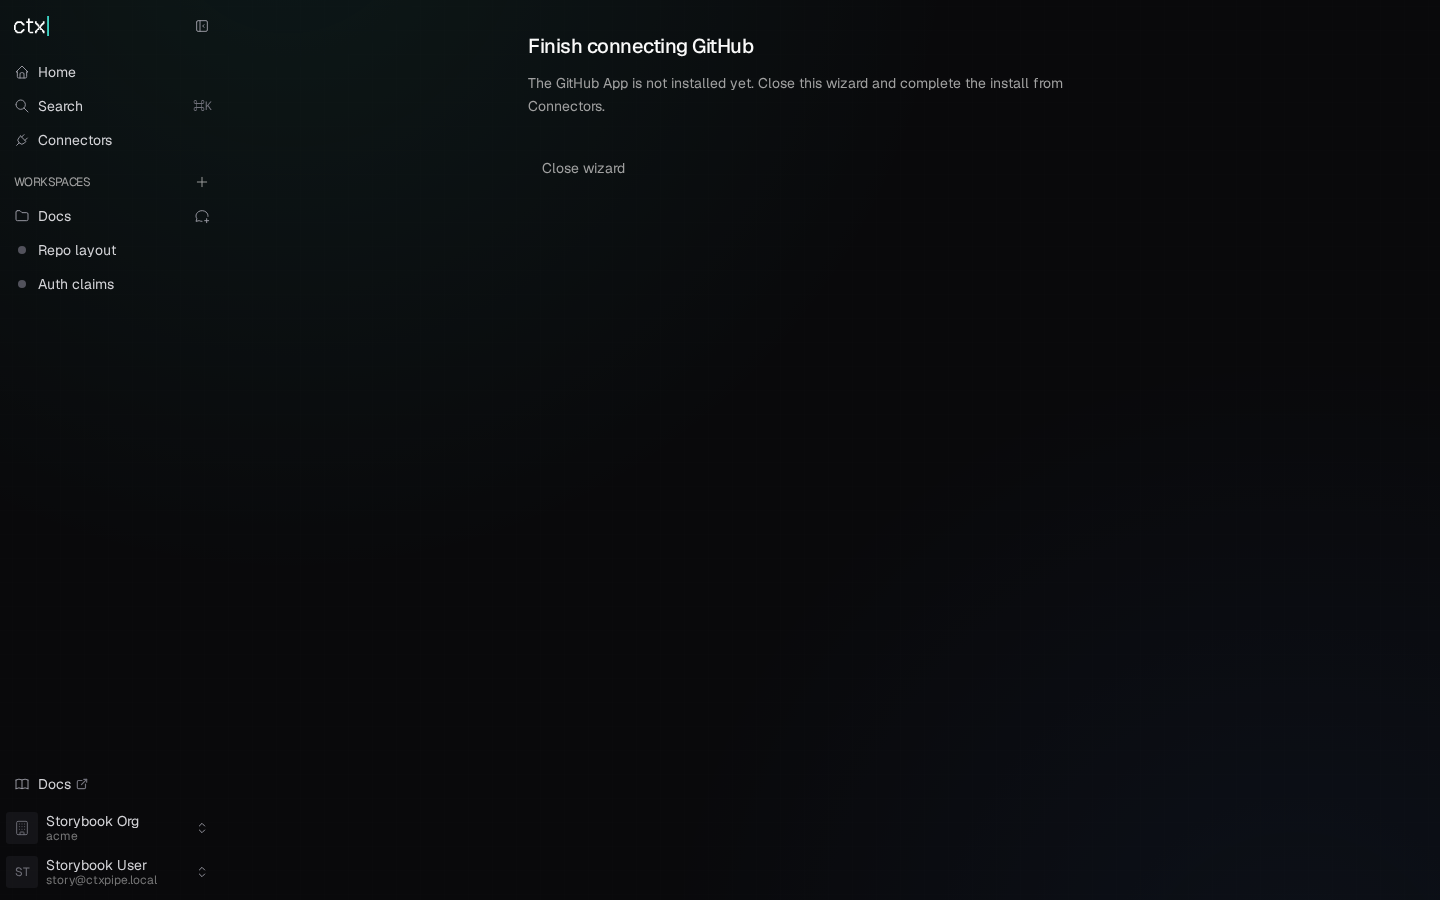 ctx
Home
Search ⌘K
Connectors
WORKSPACES
Docs
Repo layout
Auth claims
Finish connecting GitHub
The GitHub App is not installed yet. Close this wizard and complete the install from
Connectors.
Close wizard
Docs
Storybook Org
acme
ST
Storybook User
story@ctxpipe.local